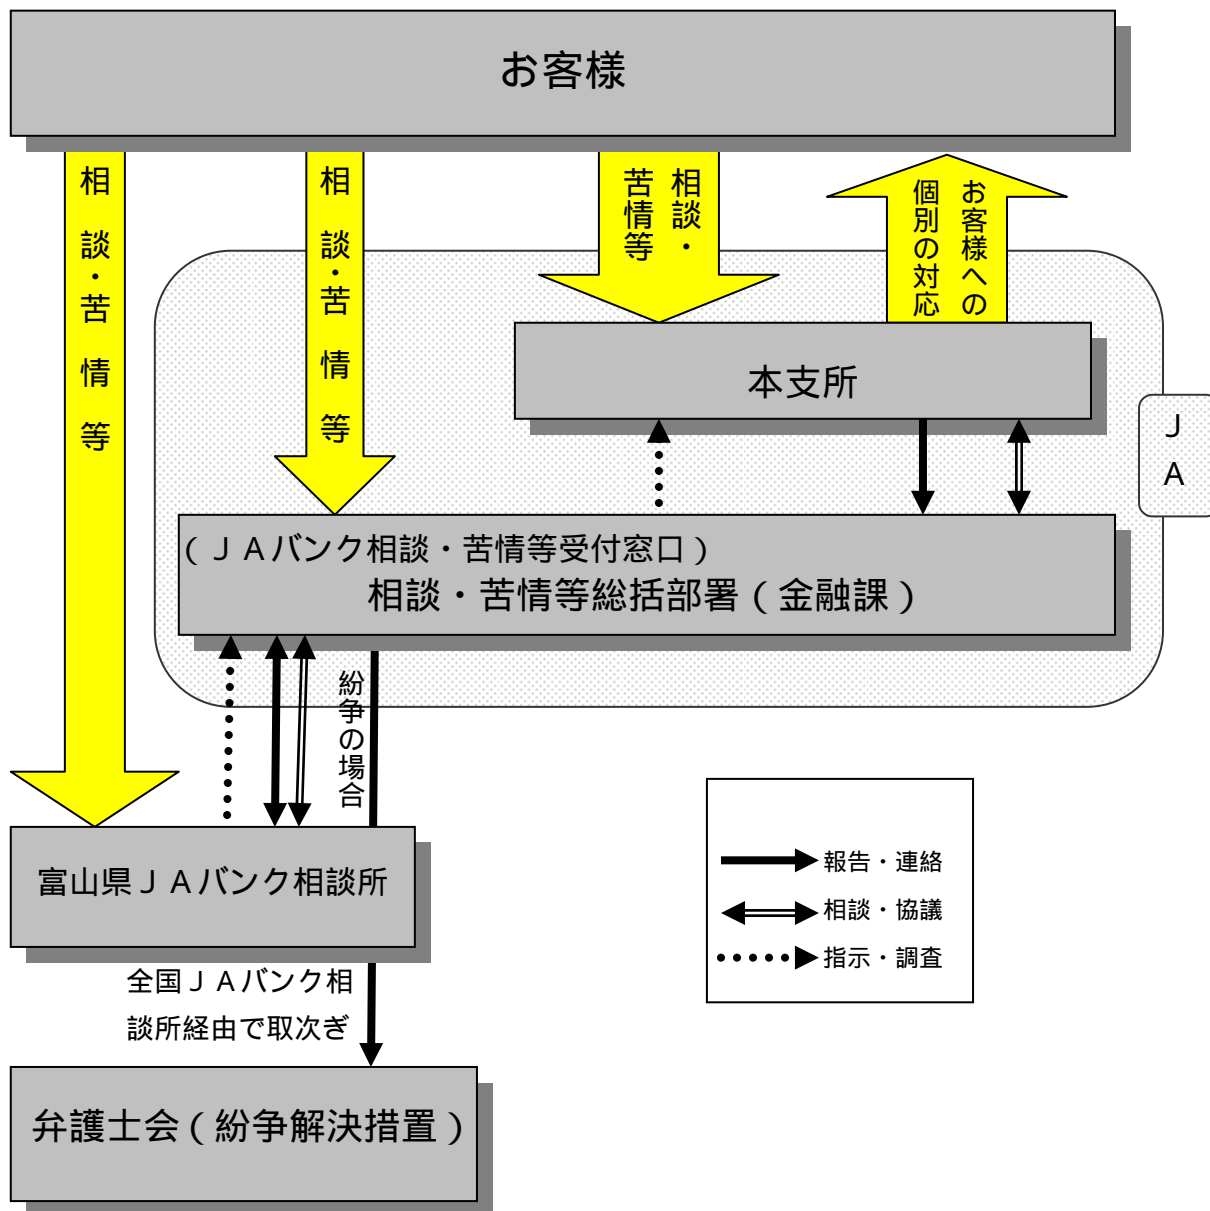 お客様
相談・苦情等
相談・苦情等
相談・
苦情等
お客様への
個別の対応
本支所
JA
(JAバンク相談・苦情等受付窓口)
相談・苦情等総括部署(金融課)
紛争の場合
富山県JAバンク相談所
報告・連絡
相談・協議
指示・調査
全国JAバンク相
談所経由で取次ぎ
弁護士会(紛争解決措置)